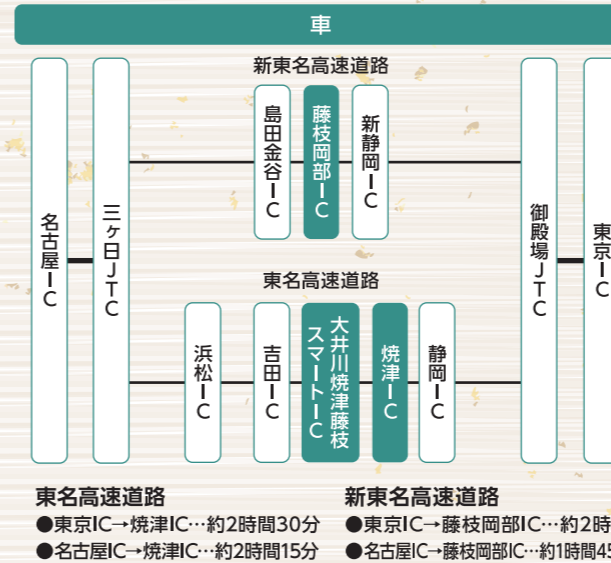 車
新東名高速道路
名古屋IC
三ヶ日JTC
島田金谷IC
藤枝岡部IC
新静岡IC
御殿場JTC
東京IC
東名高速道路
浜松IC
吉田IC
大井川焼津藤枝
スマートIC
焼津IC
静岡IC
東名高速道路
●東京IC→焼津IC…約2時間30分
●名古屋IC→焼津IC…約2時間15分
新東名高速道路
●東京IC→藤枝岡部IC…約2時
●名古屋IC→藤枝岡部IC…約1時間45